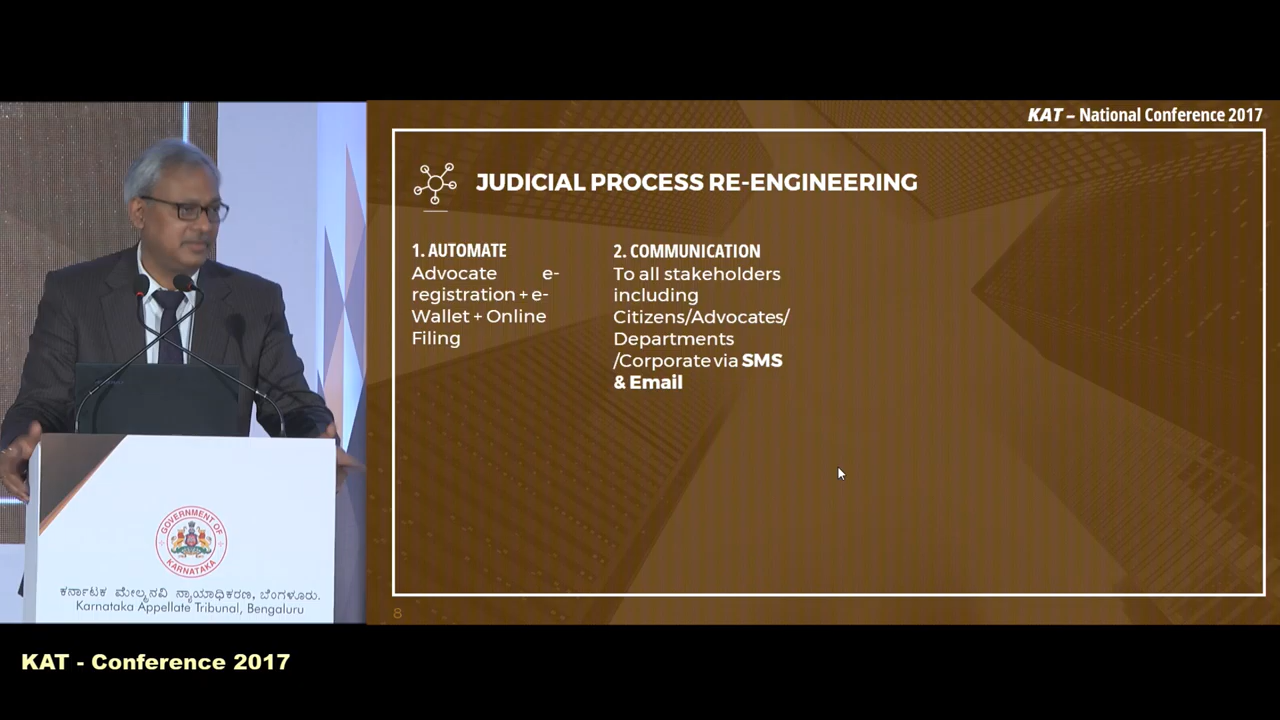 KAT – National Conference 2017
JUDICIAL PROCESS RE-ENGINEERING
1. AUTOMATE
Advocate e-
registration + e-
Wallet + Online
Filing
2. COMMUNICATION
To all stakeholders
including
Citizens/Advocates/
Departments
/Corporate via SMS
& Email
8
GOVERNMENT OF
KARNATAKA
ಕರ್ನಾಟಕ ಮೇಲ್ಮನವಿ ನ್ಯಾಯಾಧಿಕರಣ, ಬೆಂಗಳೂರು.
Karnataka Appellate Tribunal, Bengaluru
KAT - Conference 2017